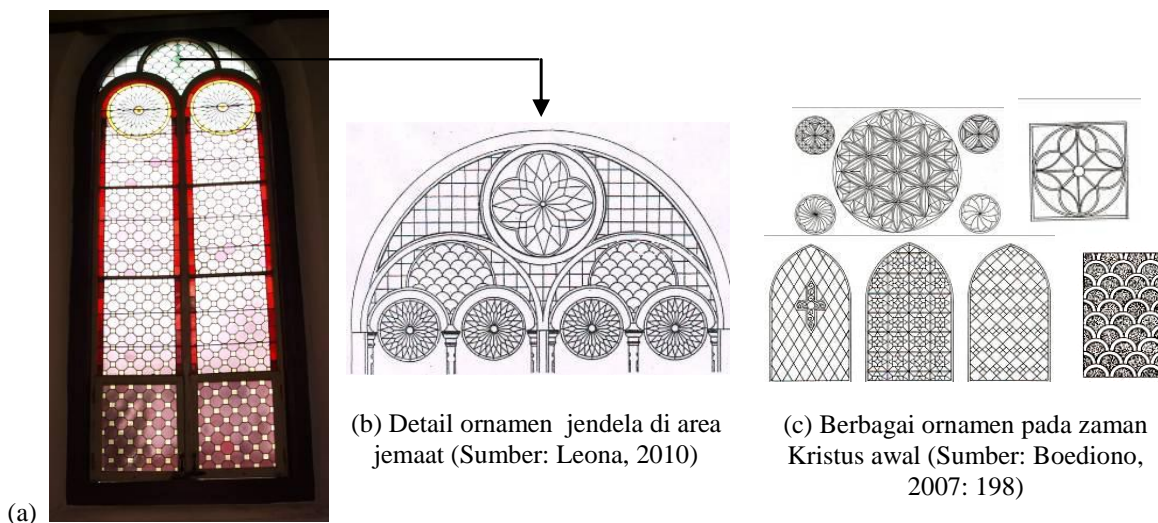 (b) Detail ornamen jendela di area
jemaat (Sumber: Leona, 2010)
(c) Berbagai ornamen pada zaman
Kristus awal (Sumber: Boediono,
2007: 198)
(a)